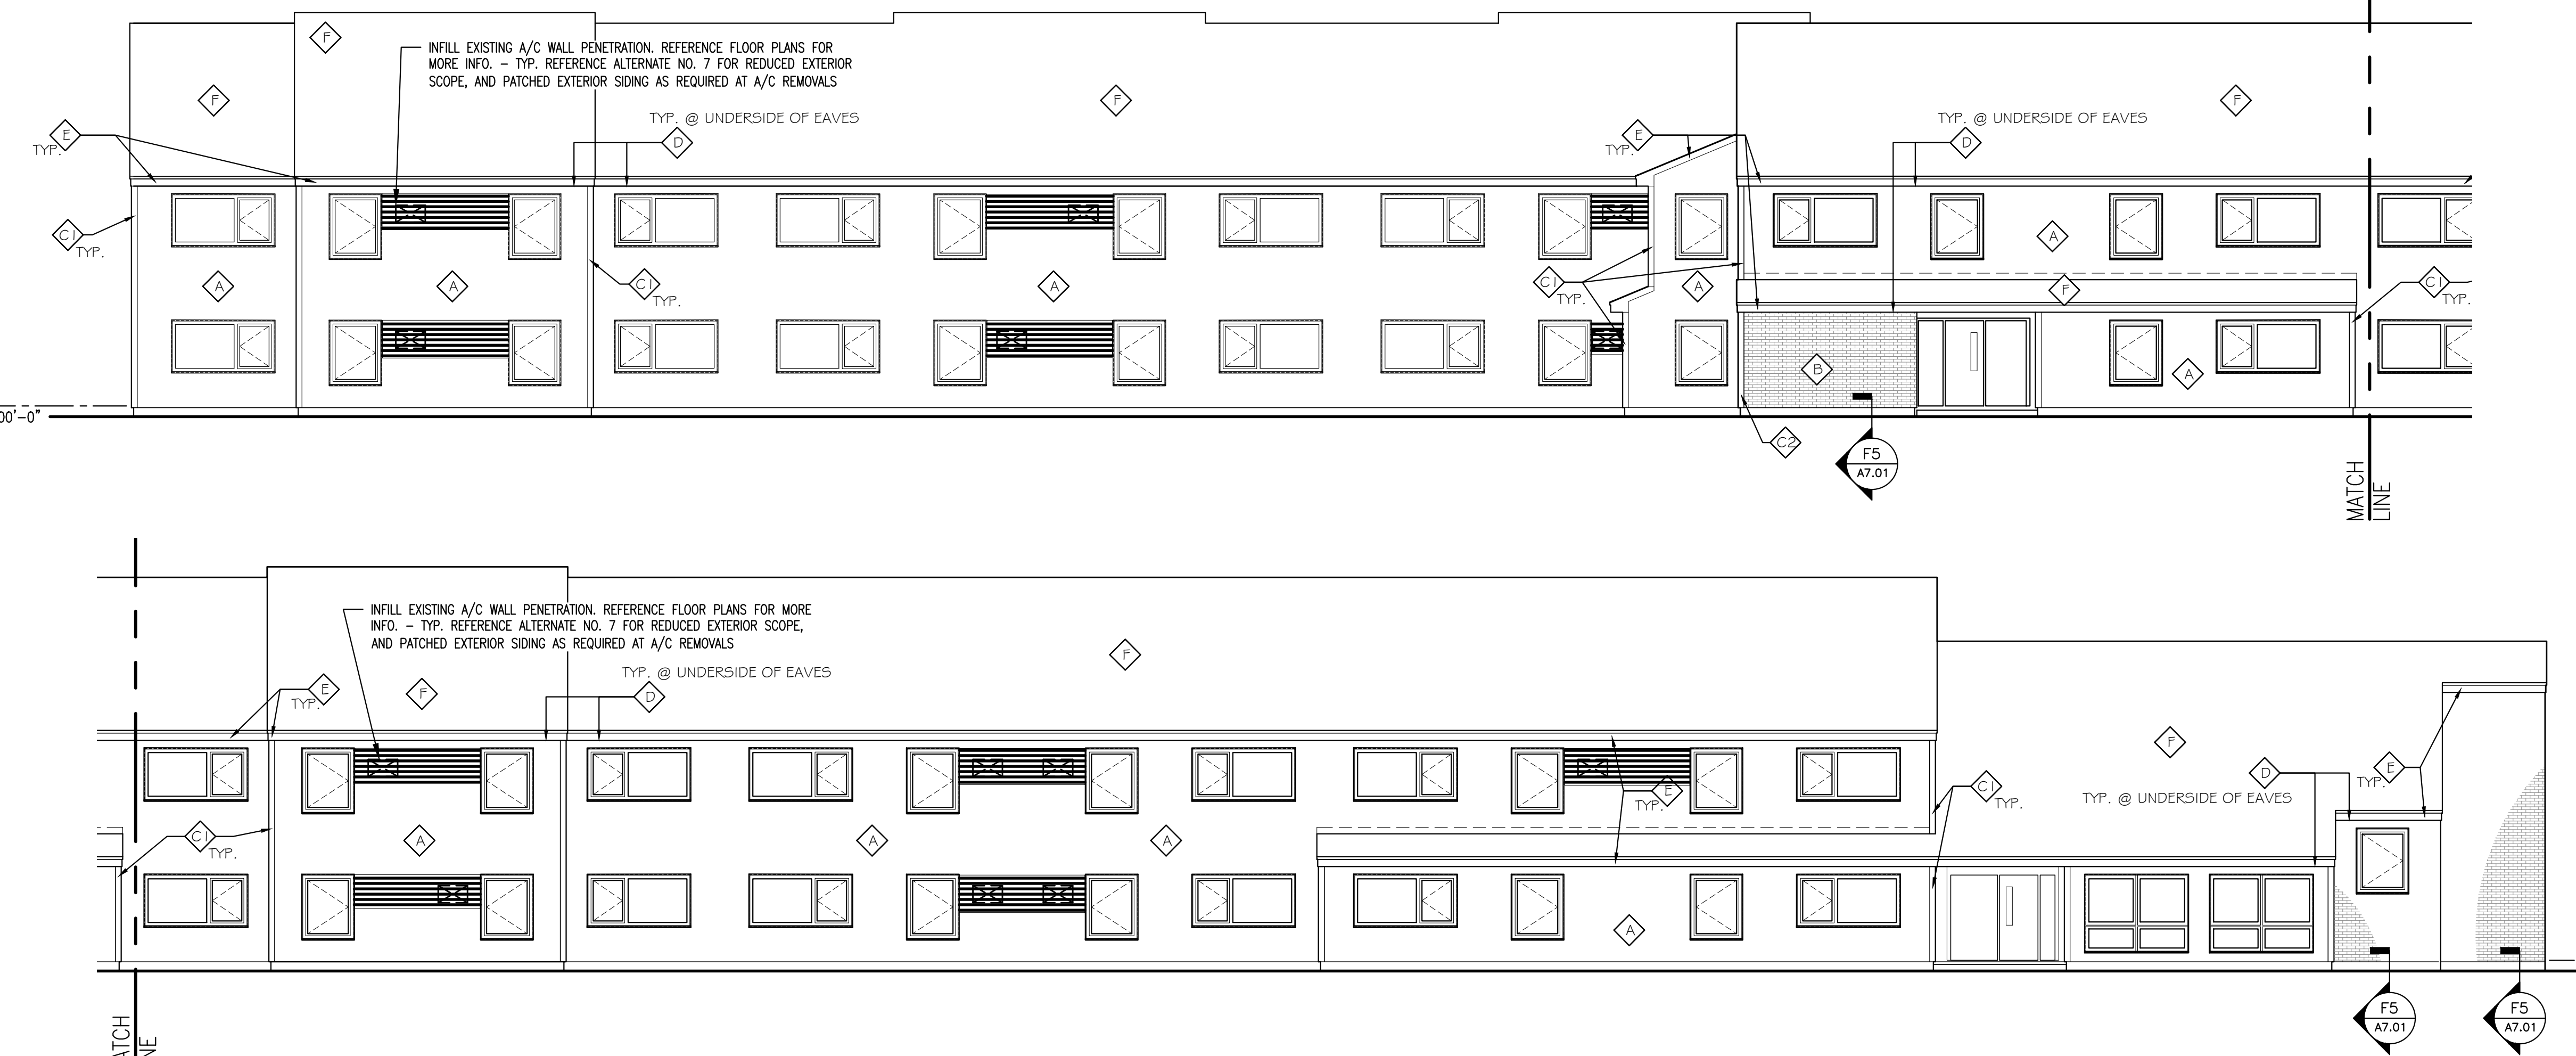 F
INFILL EXISTING A/C WALL PENETRATION. REFERENCE FLOOR PLANS FOR
MORE INFO. – TYP. REFERENCE ALTERNATE NO. 7 FOR REDUCED EXTERIOR
SCOPE, AND PATCHED EXTERIOR SIDING AS REQUIRED AT A/C REMOVALS
F
F
F
TYP. @ UNDERSIDE OF EAVES
TYP. @ UNDERSIDE OF EAVES
E
TYP.
D
E
TYP.
D
C1
TYP.
A
A
A
C1
TYP.
A
C1
TYP.
A
F
C1
TYP.
B
A
00'-0"
C2
F5
A7.01
MATCH
LINE
INFILL EXISTING A/C WALL PENETRATION. REFERENCE FLOOR PLANS FOR MORE
INFO. – TYP. REFERENCE ALTERNATE NO. 7 FOR REDUCED EXTERIOR SCOPE,
AND PATCHED EXTERIOR SIDING AS REQUIRED AT A/C REMOVALS
F
TYP. @ UNDERSIDE OF EAVES
E
TYP.
F
D
F
D
E
TYP.
TYP. @ UNDERSIDE OF EAVES
E
TYP.
C1
TYP.
C1
TYP.
A
A
A
A
F5
A7.01
F5
A7.01
ATCH
NE